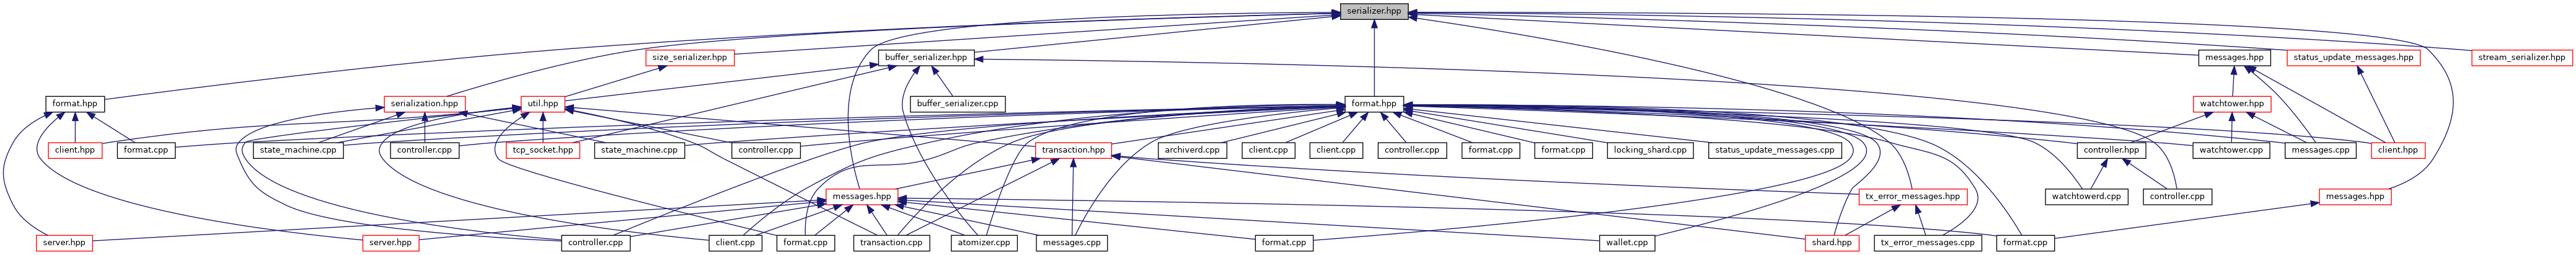 serializer.hpp
size_serializer.hpp
buffer_serializer.hpp
messages.hpp
status_update_messages.hpp
stream_serializer.hpp
format.hpp
serialization.hpp
util.hpp
buffer_serializer.cpp
format.hpp
watchtower.hpp
client.hpp
format.cpp
state_machine.cpp
controller.cpp
tcp_socket.hpp
state_machine.cpp
controller.cpp
transaction.hpp
archiverd.cpp
client.cpp
client.cpp
controller.cpp
format.cpp
format.cpp
locking_shard.cpp
status_update_messages.cpp
controller.hpp
watchtower.cpp
messages.cpp
client.hpp
messages.hpp
tx_error_messages.hpp
watchtowerd.cpp
controller.cpp
messages.hpp
server.hpp
server.hpp
controller.cpp
client.cpp
format.cpp
transaction.cpp
atomizer.cpp
messages.cpp
format.cpp
wallet.cpp
shard.hpp
tx_error_messages.cpp
format.cpp